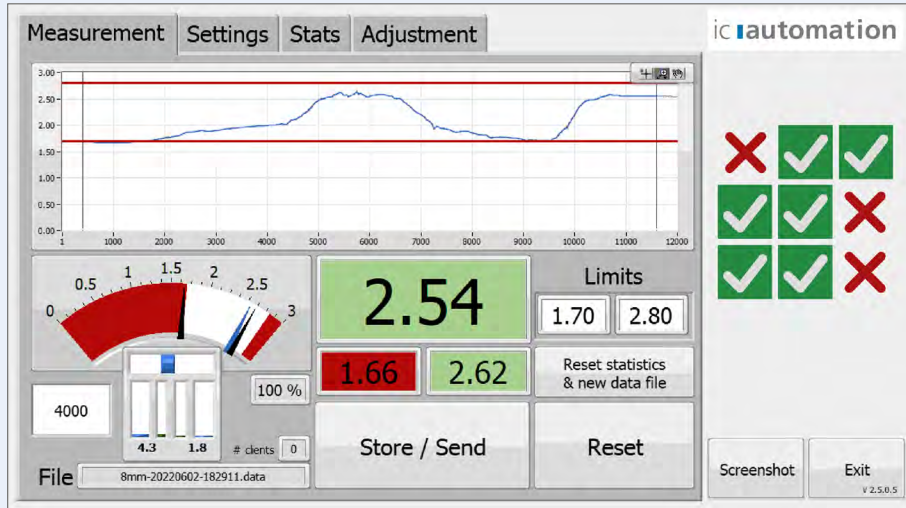 Measurement Settings Stats Adjustment
ic automation
3.00
2.50
2.00
1.50
1.00
0.50
0.00
1 1000 2000 3000 4000 5000 6000 7000 8000 9000 10000 11000 12000
0 0.5 1 1.5 2 2.5 3
2.54
Limits
1.70 2.80
1.66 2.62
Reset statistics
& new data file
100 %
4000
4.3 1.8
# clients 0
Store / Send
Reset
File 8mm-20220602-182911.data
Screenshot
Exit
V 2.5.0.5